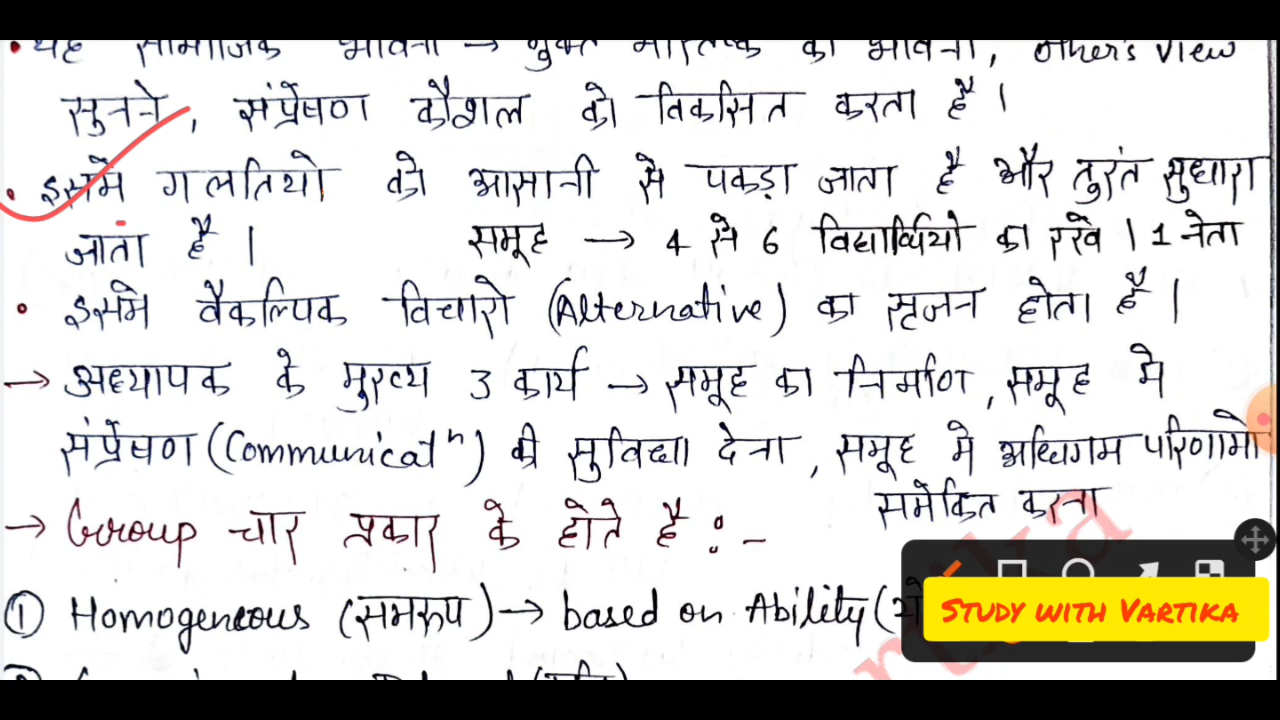 यह सामाजिक भावना → मुक्त मस्तिष्क की भावना, other's view
सुनने, संप्रेषण कौशल को विकसित करता है ।
• इसमें गलतियो को आसानी से पकड़ा जाता है और तुरंत सुधारा
जाता है । समूह → 4 से 6 विद्यार्थियो का रखे । 1 नेता
• इसमे वैकल्पिक विचारो (Alternative) का सृजन होता है ।
→ अध्यापक के मुख्य 3 कार्य → समूह का निर्माण, समूह मे
संप्रेषण (Communicatⁿ) की सुविधा देना, समूह मे अधिगम परिणामो
समेकित करना
→ Group चार प्रकार के होते है :-
① Homogeneous (समरूप) → based on Ability (
STUDY WITH VARTIKA